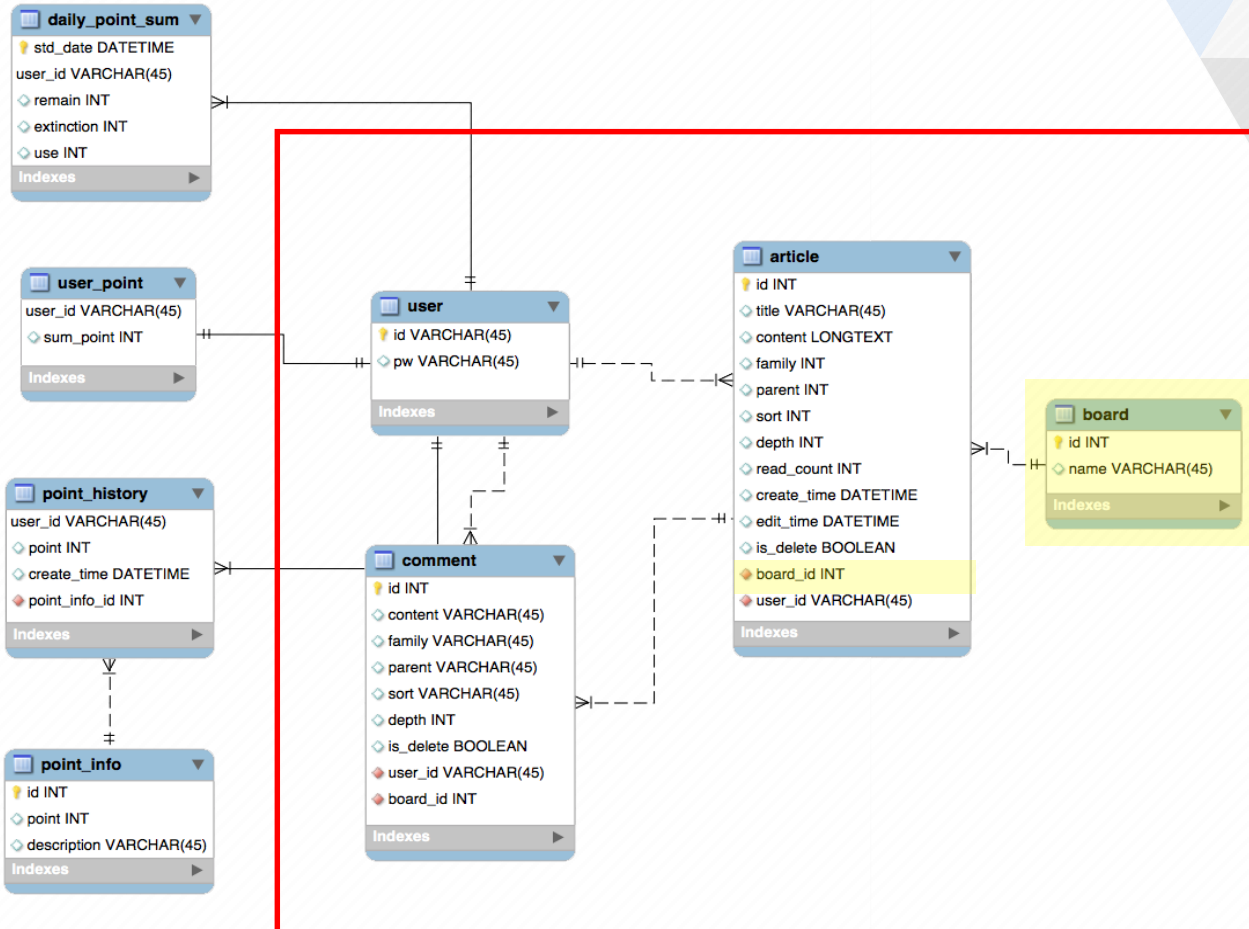 daily_point_sum
std_date DATETIME
user_id VARCHAR(45)
remain INT
extinction INT
use INT
Indexes
user_point
user_id VARCHAR(45)
sum_point INT
Indexes
point_history
user_id VARCHAR(45)
point INT
create_time DATETIME
point_info_id INT
Indexes
point_info
id INT
point INT
description VARCHAR(45)
Indexes
user
id VARCHAR(45)
pw VARCHAR(45)
Indexes
comment
id INT
content VARCHAR(45)
family VARCHAR(45)
parent VARCHAR(45)
sort VARCHAR(45)
depth INT
is_delete BOOLEAN
user_id VARCHAR(45)
board_id INT
Indexes
article
id INT
title VARCHAR(45)
content LONGTEXT
family INT
parent INT
sort INT
depth INT
read_count INT
create_time DATETIME
edit_time DATETIME
is_delete BOOLEAN
board_id INT
user_id VARCHAR(45)
Indexes
board
id INT
name VARCHAR(45)
Indexes